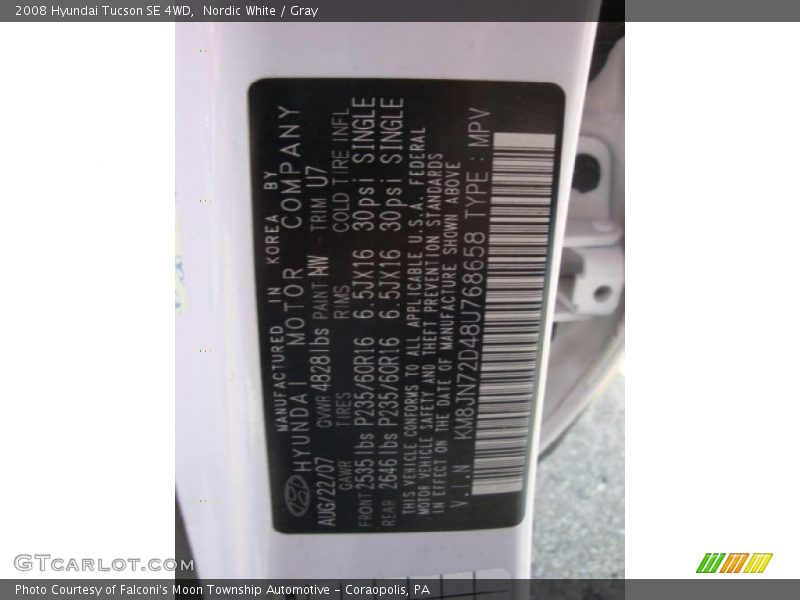 2008 Hyundai Tucson SE 4WD,  Nordic White / Gray
MANUFACTURED IN KOREA BY
HYUNDAI MOTOR COMPANY
AUG/22/07 GVWR 4828lbs PAINT NW - TRIM U7
GAWR TIRES RIMS COLD TIRE INFL
FRONT 2535lbs P235/60R16 6.5JX16 30psi SINGLE
REAR 2646lbs P235/60R16 6.5JX16 30psi SINGLE
THIS VEHICLE CONFORMS TO ALL APPLICABLE U.S.A. FEDERAL
MOTOR VEHICLE SAFETY AND THEFT PREVENTION STANDARDS
IN EFFECT ON THE DATE OF MANUFACTURE SHOWN ABOVE
V.I.N KM8JN72D48U768658 TYPE : MPV
GTCarLot.com
Photo Courtesy of Falconi's Moon Township Automotive - Coraopolis, PA